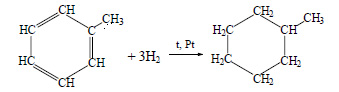 CH CH₂
CH₃ CH₃
HC C H₂C CH
t, Pt
HC CH + 3H₂ H₂C CH₂
CH CH₂